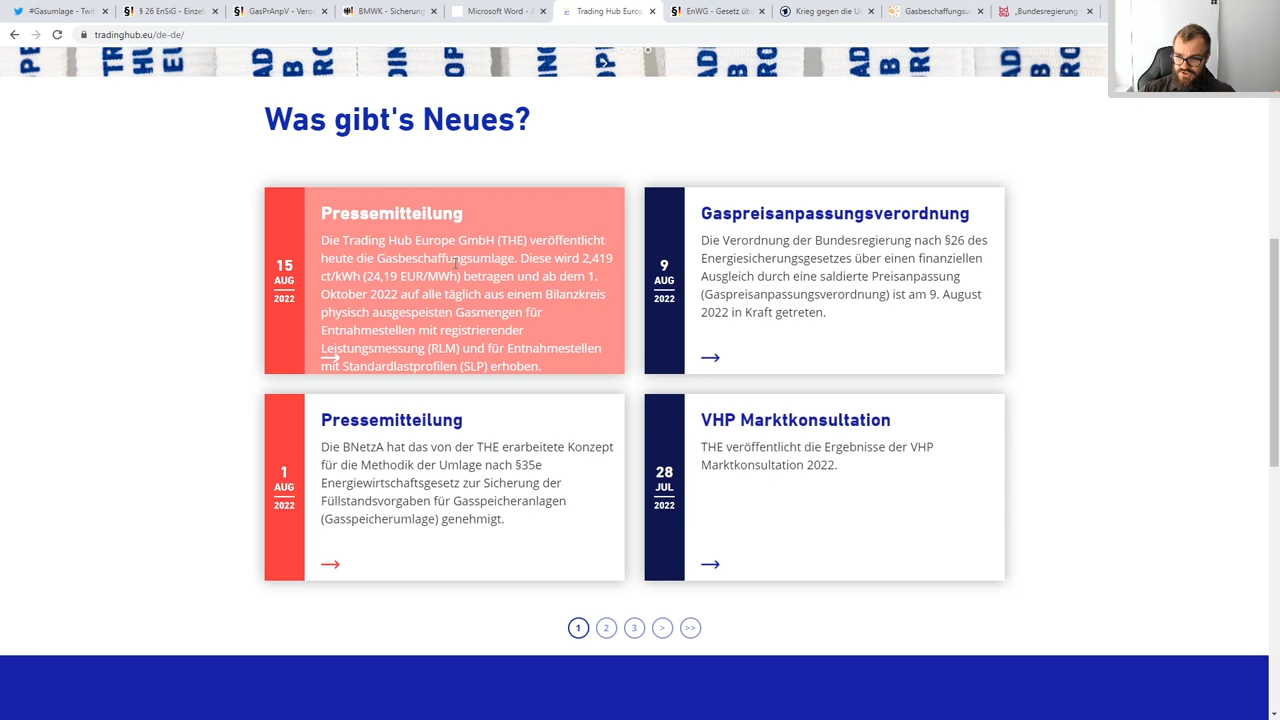 #Gasumlage - Twitt
§ 26 EnSiG - Einzel
GasPrAnpV - Veror
BMWK - Sicherung
Microsoft Word - A
Trading Hub Europ
EnWG - Gesetz übe
Krieg gegen die Uk
Gasbeschaffungsu
„Bundesregierung
tradinghub.eu/de-de/
Was gibt's Neues?
15
AUG
2022
Pressemitteilung
Die Trading Hub Europe GmbH (THE) veröffentlicht
heute die Gasbeschaffungsumlage. Diese wird 2,419
ct/kWh (24,19 EUR/MWh) betragen und ab dem 1.
Oktober 2022 auf alle täglich aus einem Bilanzkreis
physisch ausgespeisten Gasmengen für
Entnahmestellen mit registrierender
Leistungsmessung (RLM) und für Entnahmestellen
mit Standardlastprofilen (SLP) erhoben.
9
AUG
2022
Gaspreisanpassungsverordnung
Die Verordnung der Bundesregierung nach §26 des
Energiesicherungsgesetzes über einen finanziellen
Ausgleich durch eine saldierte Preisanpassung
(Gaspreisanpassungsverordnung) ist am 9. August
2022 in Kraft getreten.
1
AUG
2022
Pressemitteilung
Die BNetzA hat das von der THE erarbeitete Konzept
für die Methodik der Umlage nach §35e
Energiewirtschaftsgesetz zur Sicherung der
Füllstandsvorgaben für Gasspeicheranlagen
(Gasspeicherumlage) genehmigt.
28
JUL
2022
VHP Marktkonsultation
THE veröffentlicht die Ergebnisse der VHP
Marktkonsultation 2022.
1 2 3 > >>